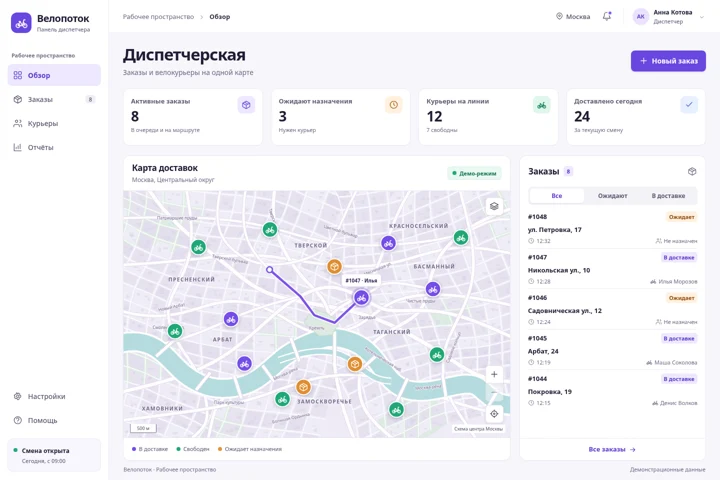 Велопоток
Панель диспетчера
Рабочее пространство
Обзор
Заказы 8
Курьеры
Отчёты
Настройки
Помощь
Смена открыта
Сегодня, с 09:00
Рабочее пространство > Обзор
Москва
АК
Анна Котова
Диспетчер
Диспетчерская
Заказы и велокурьеры на одной карте
+ Новый заказ
Активные заказы
8
В очереди и на маршруте
Ожидают назначения
3
Нужен курьер
Курьеры на линии
12
7 свободны
Доставлено сегодня
24
За текущую смену
Карта доставок
Москва, Центральный округ
Демо-режим
КРАСНОСЕЛЬСКИЙ
ТВЕРСКОЙ
БАСМАННЫЙ
ПРЕСНЕНСКИЙ
#1047 · Илья
Чистые пруды
Зарядье
Кремль
ТАГАНСКИЙ
АРБАТ
Парк культуры
ЗАМОСКВОРЕЧЬЕ
ХАМОВНИКИ
500 м
Схема центра Москвы
В доставке
Свободен
Ожидает назначения
Заказы 8
Все
Ожидают
В доставке
#1048 Ожидает
ул. Петровка, 17
12:32 Не назначен
#1047 В доставке
Никольская ул., 10
12:28 Илья Морозов
#1046 Ожидает
Садовническая ул., 12
12:24 Не назначен
#1045 В доставке
Арбат, 24
12:19 Маша Соколова
#1044 В доставке
Покровка, 19
12:15 Денис Волков
Все заказы →
Велопоток · Рабочее пространство
Демонстрационные данные